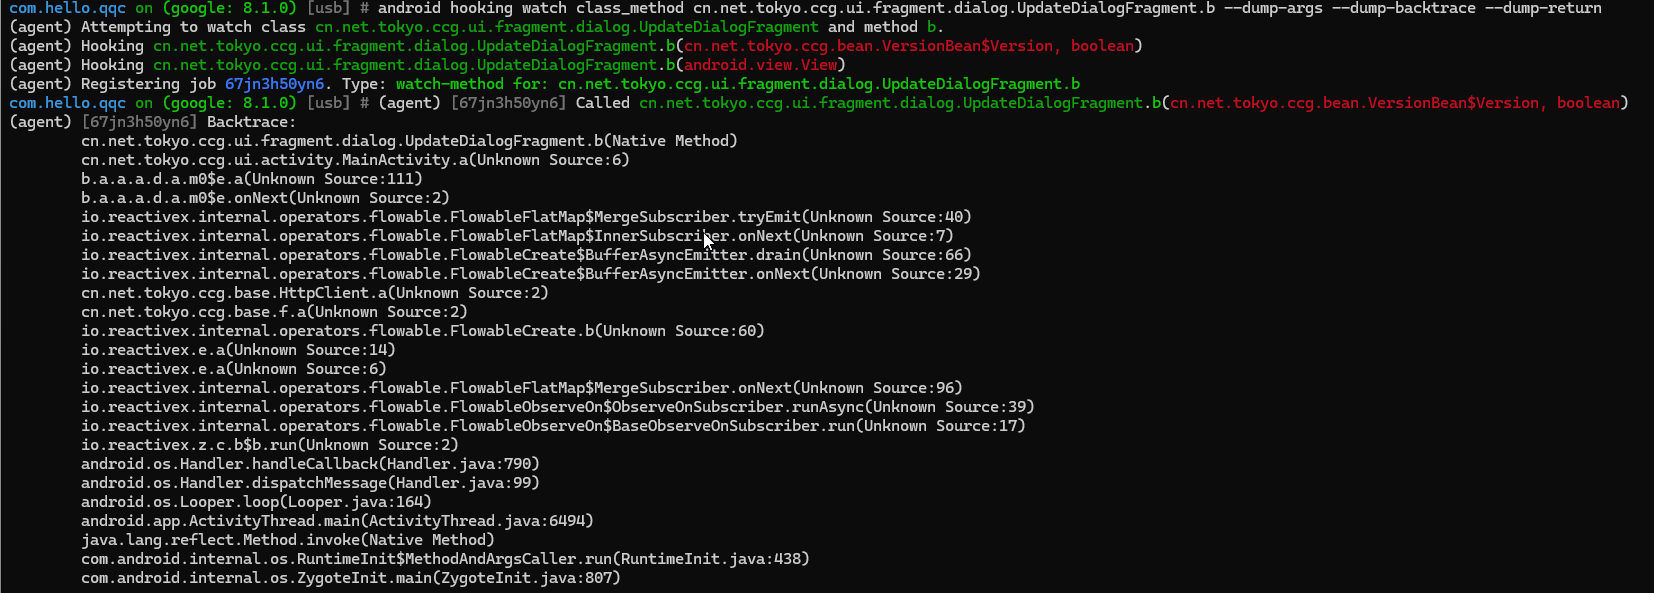 com.hello.qqc on (google: 8.1.0) [usb] # android hooking watch class_method cn.net.tokyo.ccg.ui.fragment.dialog.UpdateDialogFragment.b --dump-args --dump-backtrace --dump-return
(agent) Attempting to watch class cn.net.tokyo.ccg.ui.fragment.dialog.UpdateDialogFragment and method b.
(agent) Hooking cn.net.tokyo.ccg.ui.fragment.dialog.UpdateDialogFragment.b(cn.net.tokyo.ccg.bean.VersionBean$Version, boolean)
(agent) Hooking cn.net.tokyo.ccg.ui.fragment.dialog.UpdateDialogFragment.b(android.view.View)
(agent) Registering job 67jn3h50yn6. Type: watch-method for: cn.net.tokyo.ccg.ui.fragment.dialog.UpdateDialogFragment.b
com.hello.qqc on (google: 8.1.0) [usb] # (agent) [67jn3h50yn6] Called cn.net.tokyo.ccg.ui.fragment.dialog.UpdateDialogFragment.b(cn.net.tokyo.ccg.bean.VersionBean$Version, boolean)
(agent) [67jn3h50yn6] Backtrace:
cn.net.tokyo.ccg.ui.fragment.dialog.UpdateDialogFragment.b(Native Method)
cn.net.tokyo.ccg.ui.activity.MainActivity.a(Unknown Source:6)
b.a.a.a.d.a.m0$e.a(Unknown Source:111)
b.a.a.a.d.a.m0$e.onNext(Unknown Source:2)
io.reactivex.internal.operators.flowable.FlowableFlatMap$MergeSubscriber.tryEmit(Unknown Source:40)
io.reactivex.internal.operators.flowable.FlowableFlatMap$InnerSubscriber.onNext(Unknown Source:7)
io.reactivex.internal.operators.flowable.FlowableCreate$BufferAsyncEmitter.drain(Unknown Source:66)
io.reactivex.internal.operators.flowable.FlowableCreate$BufferAsyncEmitter.onNext(Unknown Source:29)
cn.net.tokyo.ccg.base.HttpClient.a(Unknown Source:2)
cn.net.tokyo.ccg.base.f.a(Unknown Source:2)
io.reactivex.internal.operators.flowable.FlowableCreate.b(Unknown Source:60)
io.reactivex.e.a(Unknown Source:14)
io.reactivex.e.a(Unknown Source:6)
io.reactivex.internal.operators.flowable.FlowableFlatMap$MergeSubscriber.onNext(Unknown Source:96)
io.reactivex.internal.operators.flowable.FlowableObserveOn$ObserveOnSubscriber.runAsync(Unknown Source:39)
io.reactivex.internal.operators.flowable.FlowableObserveOn$BaseObserveOnSubscriber.run(Unknown Source:17)
io.reactivex.z.c.b$b.run(Unknown Source:2)
android.os.Handler.handleCallback(Handler.java:790)
android.os.Handler.dispatchMessage(Handler.java:99)
android.os.Looper.loop(Looper.java:164)
android.app.ActivityThread.main(ActivityThread.java:6494)
java.lang.reflect.Method.invoke(Native Method)
com.android.internal.os.RuntimeInit$MethodAndArgsCaller.run(RuntimeInit.java:438)
com.android.internal.os.ZygoteInit.main(ZygoteInit.java:807)